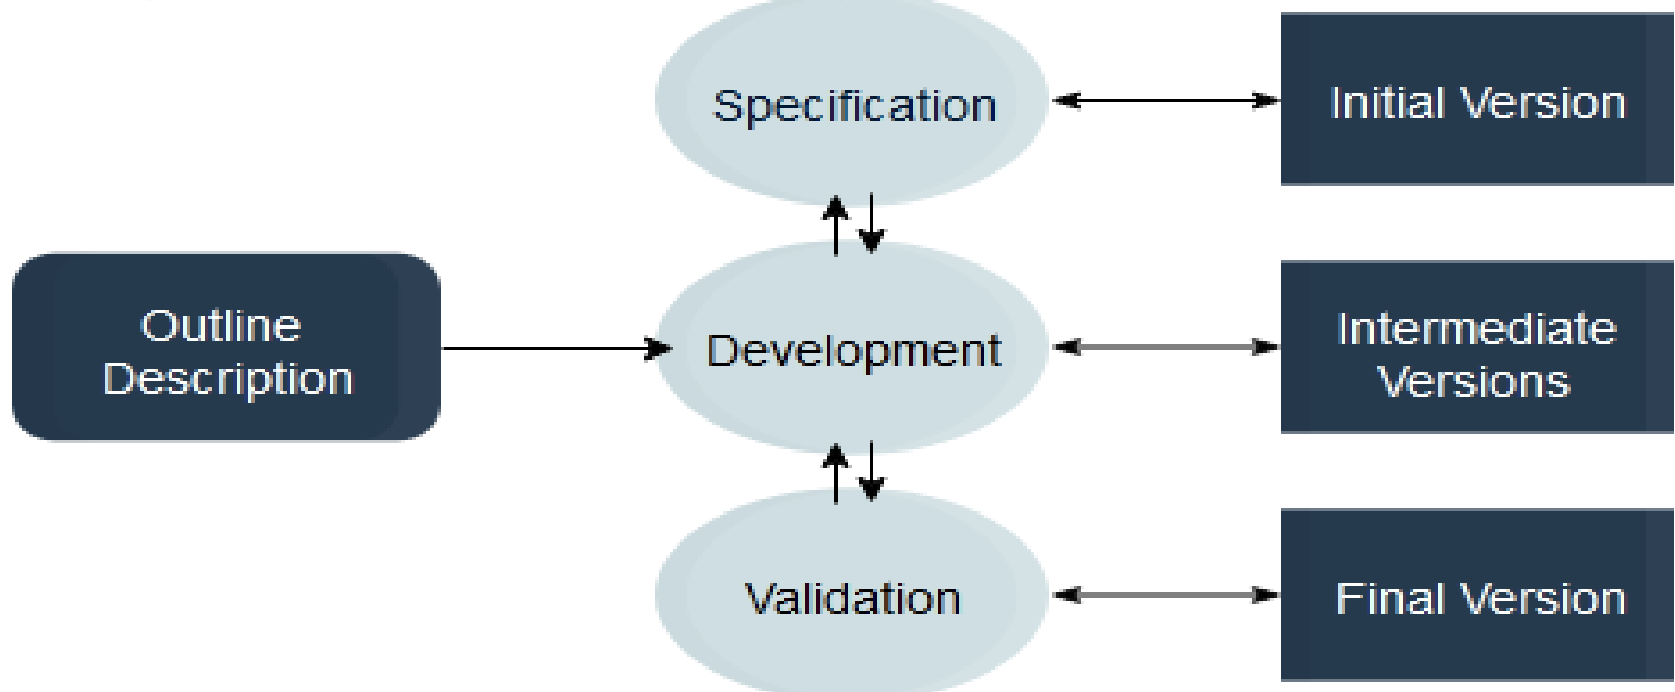 Specification
Initial Version
Outline
Description
Development
Intermediate
Versions
Validation
Final Version